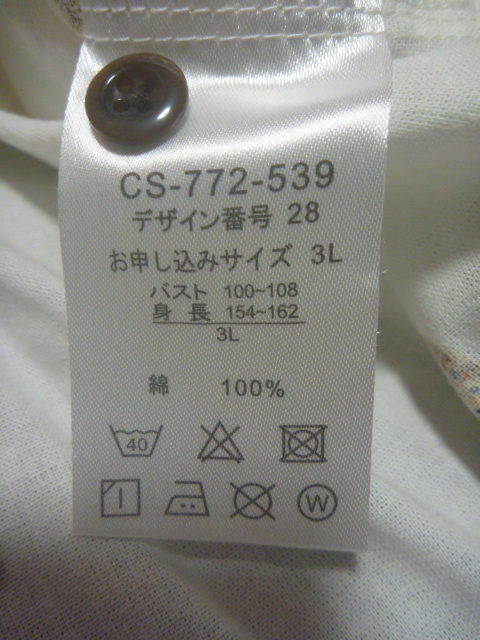 CS-772-539
デザイン番号 28
お申し込みサイズ 3L
バスト 100~108
身 長 154~162
3L
綿 100%
40
W